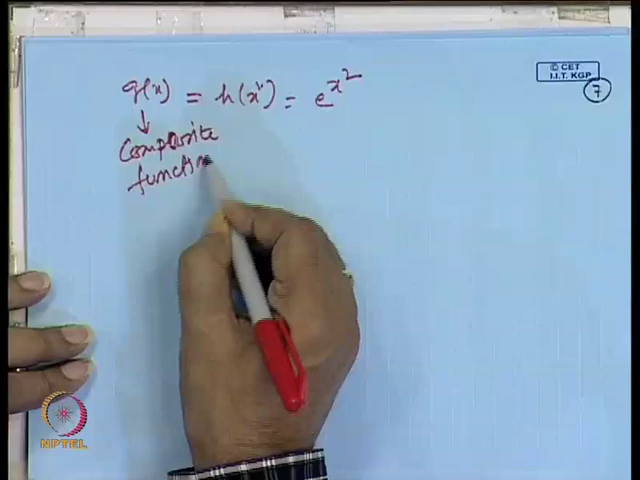 g(x) = h(x²) = e^{x²}
↓
Composite
function
© CET
I.I.T. KGP
7
NPTEL